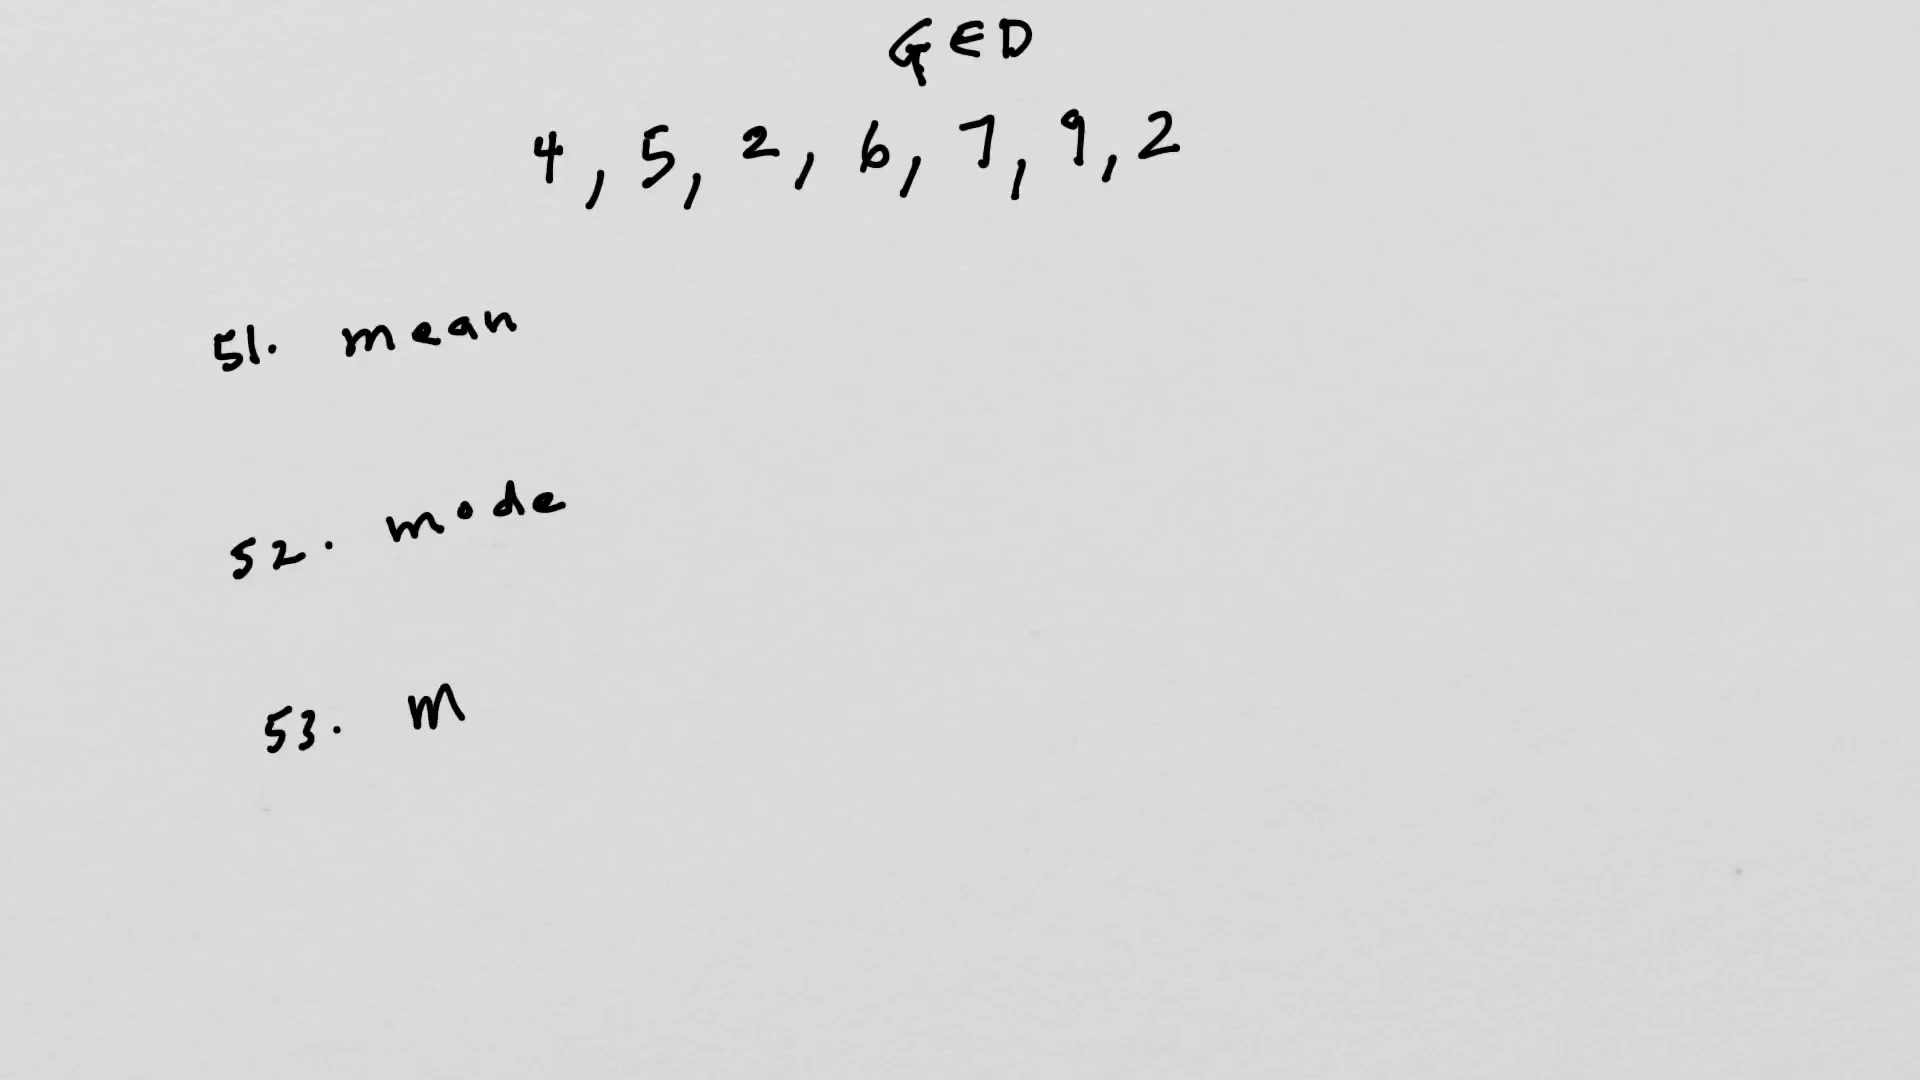 GED
4, 5, 2, 6, 7, 9, 2
51. mean
52. mode
53. m